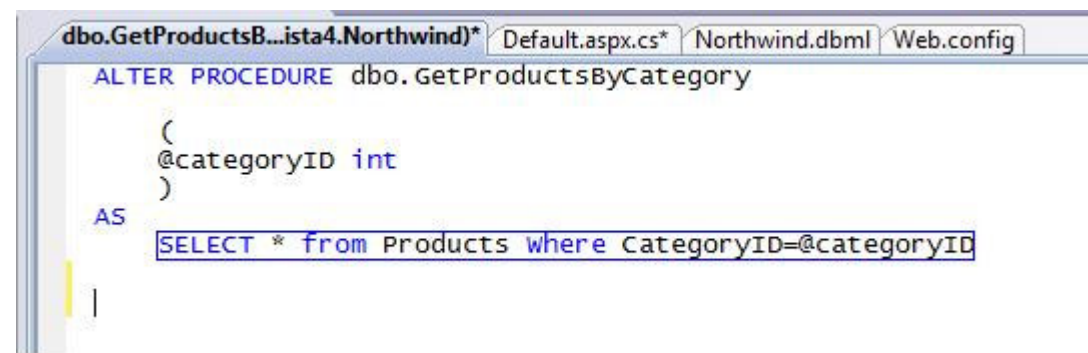 dbo.GetProductsB...ista4.Northwind)* Default.aspx.cs* Northwind.dbml Web.config
ALTER PROCEDURE dbo.GetProductsByCategory
(
@categoryID int
)
AS
SELECT * from Products Where CategoryID=@categoryID